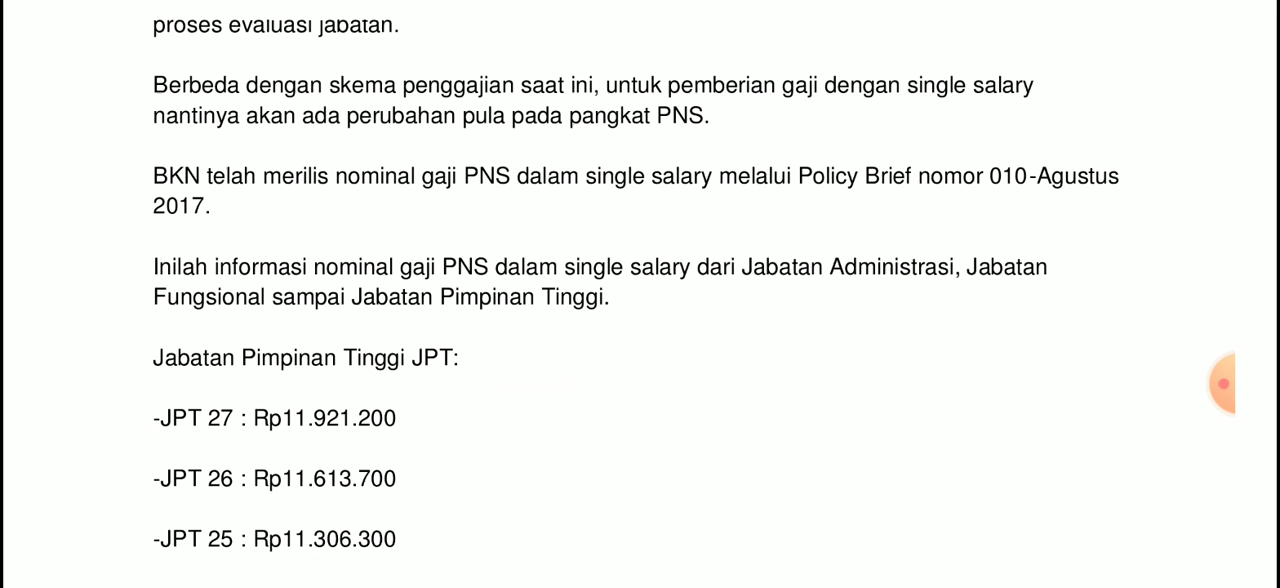 proses evaluasi jabatan.
Berbeda dengan skema penggajian saat ini, untuk pemberian gaji dengan single salary
nantinya akan ada perubahan pula pada pangkat PNS.
BKN telah merilis nominal gaji PNS dalam single salary melalui Policy Brief nomor 010-Agustus
2017.
Inilah informasi nominal gaji PNS dalam single salary dari Jabatan Administrasi, Jabatan
Fungsional sampai Jabatan Pimpinan Tinggi.
Jabatan Pimpinan Tinggi JPT:
-JPT 27 : Rp11.921.200
-JPT 26 : Rp11.613.700
-JPT 25 : Rp11.306.300